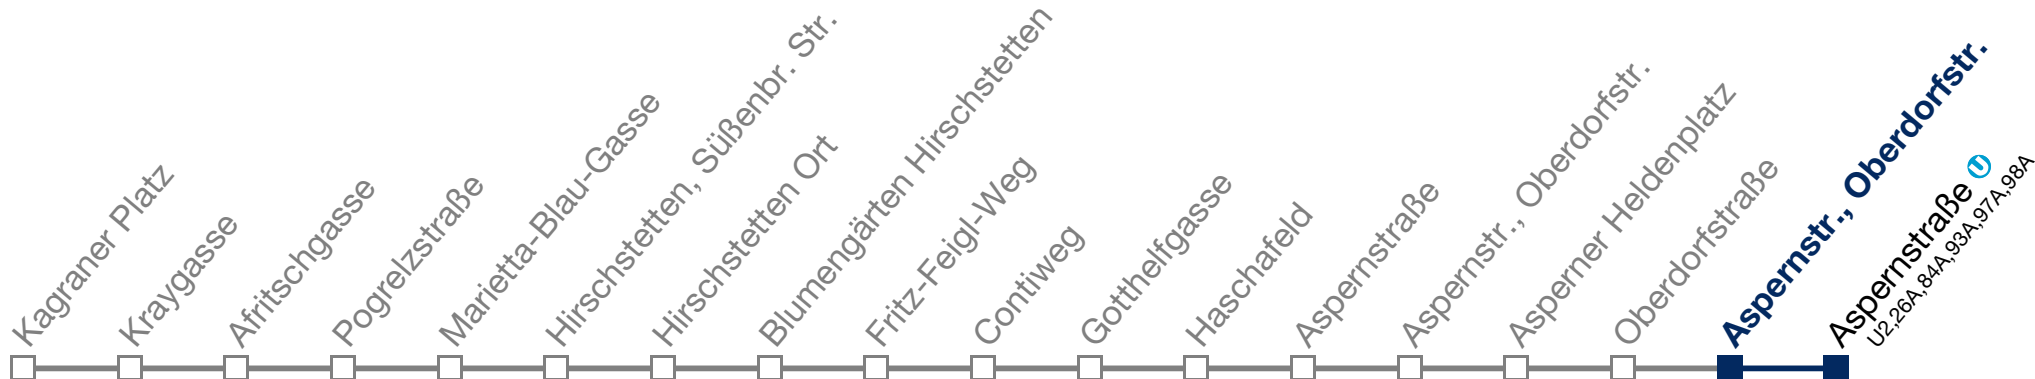 Kagraner Platz
Kraygasse
Afritschgasse
Pogrelzstraße
Marietta-Blau-Gasse
Hirschstetten, Süßenbr. Str.
Hirschstetten Ort
Blumengärten Hirschstetten
Fritz-Feigl-Weg
Contiweg
Gotthelfgasse
Haschafeld
Aspernstraße
Aspernstr., Oberdorfstr.
Asperner Heldenplatz
Oberdorfstraße
Aspernstr., Oberdorfstr.
Aspernstraße U
U2,26A,84A,93A,97A,98A